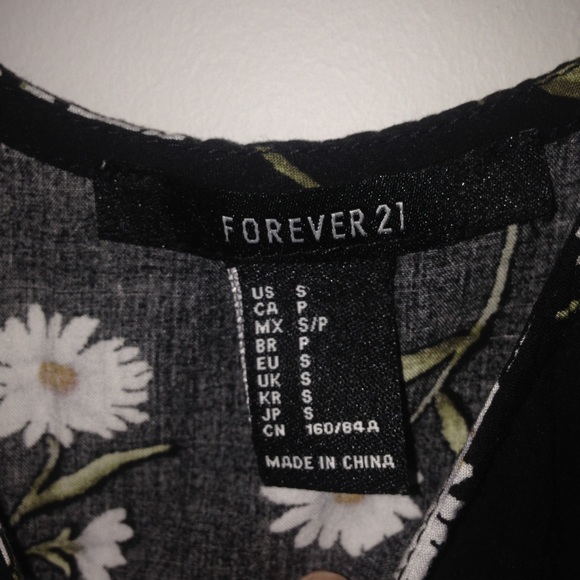 FOREVER 21
US S
CA P
MX S/P
BR P
EU S
UK S
KR S
JP S
CN 160/84A
MADE IN CHINA